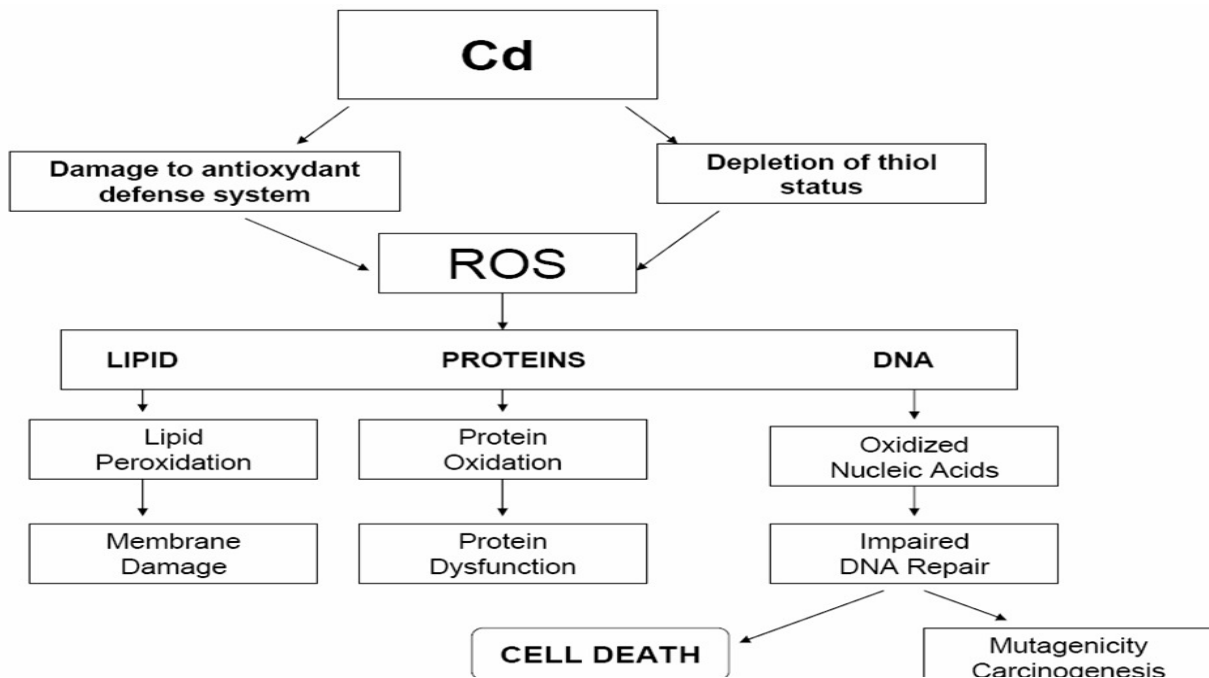 Cd
Damage to antioxydant
defense system
Depletion of thiol
status
ROS
LIPID PROTEINS DNA
Lipid
Peroxidation
Protein
Oxidation
Oxidized
Nucleic Acids
Membrane
Damage
Protein
Dysfunction
Impaired
DNA Repair
CELL DEATH
Mutagenicity
Carcinogenesis